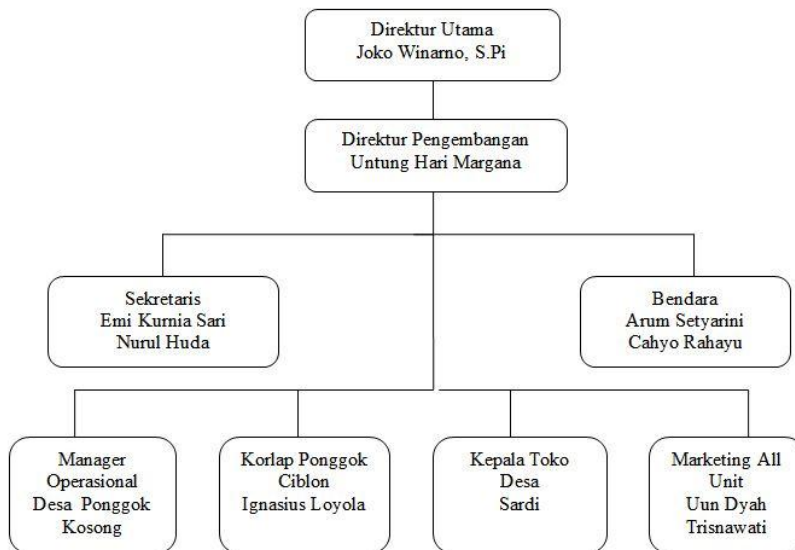 Direktur Utama
Joko Winarno, S.Pi
Direktur Pengembangan
Untung Hari Margana
Sekretaris
Emi Kurnia Sari
Nurul Huda
Bendara
Arum Setyarini
Cahyo Rahayu
Manager
Operasional
Desa Ponggok
Kosong
Korlap Ponggok
Ciblon
Ignasius Loyola
Kepala Toko
Desa
Sardi
Marketing All
Unit
Uun Dyah
Trisnawati